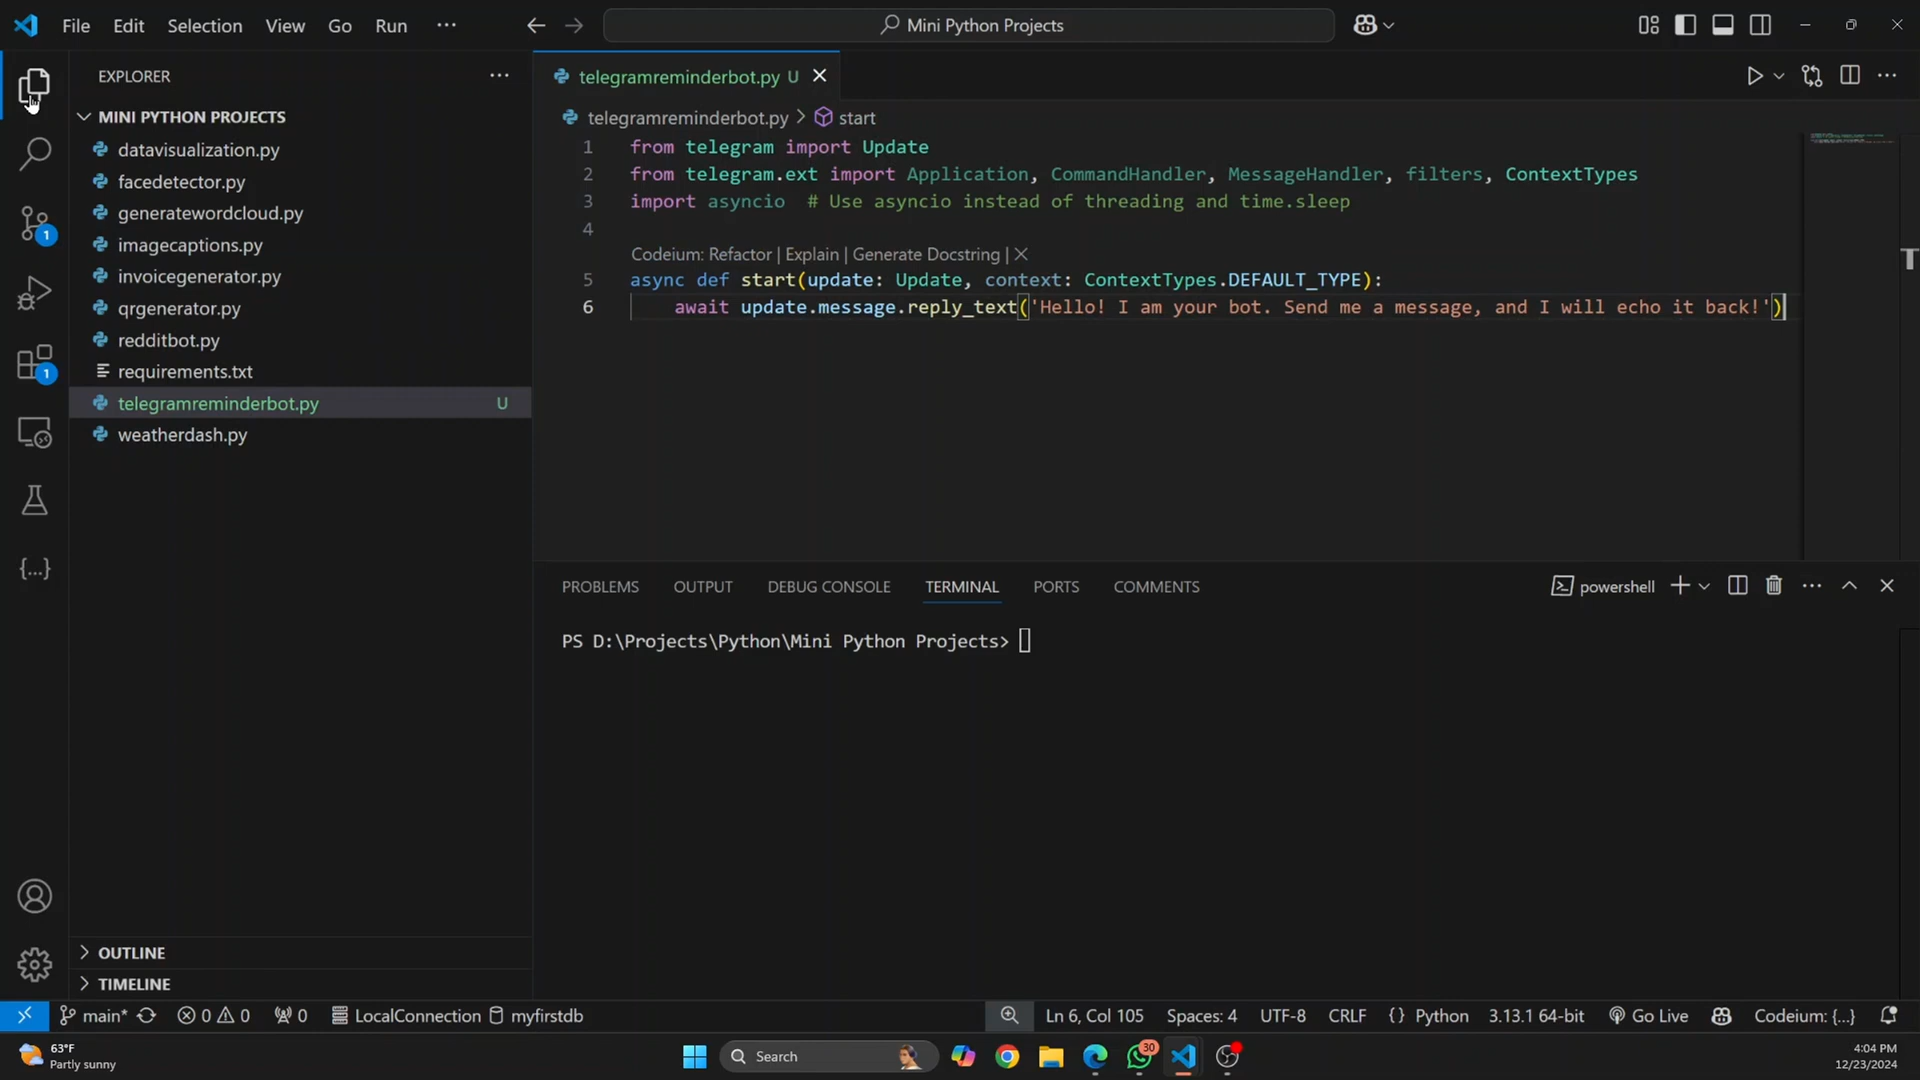 File Edit Selection View Go Run ···
Mini Python Projects
EXPLORER ···
telegramreminderbot.py U
MINI PYTHON PROJECTS
datavisualization.py
facedetector.py
generatewordcloud.py
imagecaptions.py
invoicegenerator.py
qrgenerator.py
redditbot.py
requirements.txt
telegramreminderbot.py U
weatherdash.py
OUTLINE
TIMELINE
1
1
telegramreminderbot.py > start
1 from telegram import Update
2 from telegram.ext import Application, CommandHandler, MessageHandler, filters, ContextTypes
3 import asyncio  # Use asyncio instead of threading and time.sleep
4
Codeium: Refactor | Explain | Generate Docstring | X
5 async def start(update: Update, context: ContextTypes.DEFAULT_TYPE):
6     await update.message.reply_text('Hello! I am your bot. Send me a message, and I will echo it back!')
T
PROBLEMS OUTPUT DEBUG CONSOLE TERMINAL PORTS COMMENTS
powershell
PS D:\Projects\Python\Mini Python Projects>
main* 0 0 0 LocalConnection myfirstdb
Ln 6, Col 105 Spaces: 4 UTF-8 CRLF {} Python 3.13.1 64-bit Go Live Codeium: {...}
63°F
Partly sunny
Search
30
4:04 PM
12/23/2024